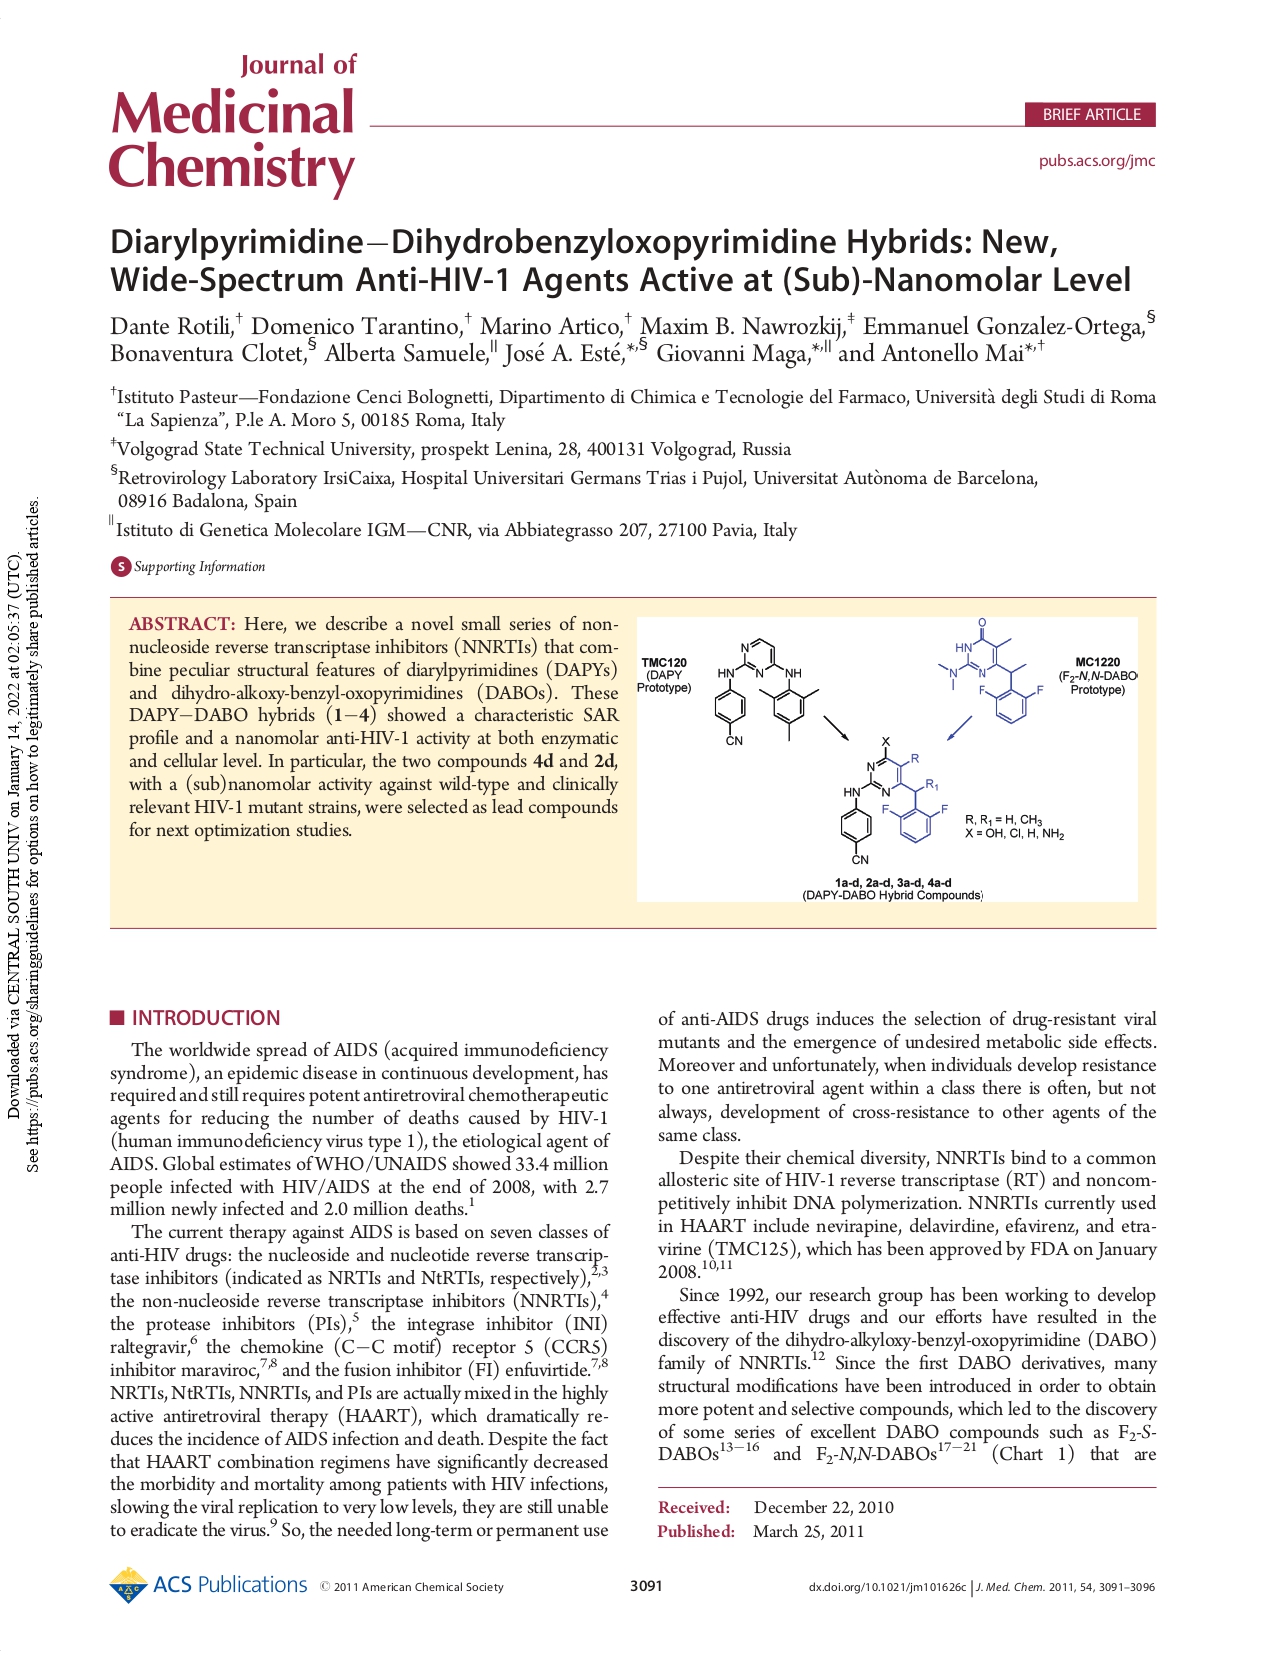 Journal of
Medicinal
Chemistry
BRIEF ARTICLE
pubs.acs.org/jmc
Diarylpyrimidine−Dihydrobenzyloxopyrimidine Hybrids: New,
Wide-Spectrum Anti-HIV-1 Agents Active at (Sub)-Nanomolar Level
Dante Rotili,† Domenico Tarantino,† Marino Artico,† Maxim B. Nawrozkij,‡ Emmanuel Gonzalez-Ortega,§
Bonaventura Clotet,§ Alberta Samuele,|| José A. Esté,*,§ Giovanni Maga,*,|| and Antonello Mai*,†
†Istituto Pasteur—Fondazione Cenci Bolognetti, Dipartimento di Chimica e Tecnologie del Farmaco, Università degli Studi di Roma
“La Sapienza”, P.le A. Moro 5, 00185 Roma, Italy
‡Volgograd State Technical University, prospekt Lenina, 28, 400131 Volgograd, Russia
§Retrovirology Laboratory IrsiCaixa, Hospital Universitari Germans Trias i Pujol, Universitat Autònoma de Barcelona,
08916 Badalona, Spain
||Istituto di Genetica Molecolare IGM—CNR, via Abbiategrasso 207, 27100 Pavia, Italy
S Supporting Information
ABSTRACT: Here, we describe a novel small series of non-
nucleoside reverse transcriptase inhibitors (NNRTIs) that com-
bine peculiar structural features of diarylpyrimidines (DAPYs)
and dihydro-alkoxy-benzyl-oxopyrimidines (DABOs). These
DAPY−DABO hybrids (1−4) showed a characteristic SAR
profile and a nanomolar anti-HIV-1 activity at both enzymatic
and cellular level. In particular, the two compounds 4d and 2d,
with a (sub)nanomolar activity against wild-type and clinically
relevant HIV-1 mutant strains, were selected as lead compounds
for next optimization studies.
TMC120
(DAPY
Prototype)
N
N
HN
NH
CN
O
HN
N
N
F
F
MC1220
(F2-N,N-DABO
Prototype)
X
N
R
HN
N
R1
F
F
CN
R, R1 = H, CH3
X = OH, Cl, H, NH2
1a-d, 2a-d, 3a-d, 4a-d
(DAPY-DABO Hybrid Compounds)
INTRODUCTION
The worldwide spread of AIDS (acquired immunodeficiency
syndrome), an epidemic disease in continuous development, has
required and still requires potent antiretroviral chemotherapeutic
agents for reducing the number of deaths caused by HIV-1
(human immunodeficiency virus type 1), the etiological agent of
AIDS. Global estimates of WHO/UNAIDS showed 33.4 million
people infected with HIV/AIDS at the end of 2008, with 2.7
million newly infected and 2.0 million deaths.1
The current therapy against AIDS is based on seven classes of
anti-HIV drugs: the nucleoside and nucleotide reverse transcrip-
tase inhibitors (indicated as NRTIs and NtRTIs, respectively),2,3
the non-nucleoside reverse transcriptase inhibitors (NNRTIs),4
the protease inhibitors (PIs),5 the integrase inhibitor (INI)
raltegravir,6 the chemokine (C−C motif) receptor 5 (CCR5)
inhibitor maraviroc,7,8 and the fusion inhibitor (FI) enfuvirtide.7,8
NRTIs, NtRTIs, NNRTIs, and PIs are actually mixed in the highly
active antiretroviral therapy (HAART), which dramatically re-
duces the incidence of AIDS infection and death. Despite the fact
that HAART combination regimens have significantly decreased
the morbidity and mortality among patients with HIV infections,
slowing the viral replication to very low levels, they are still unable
to eradicate the virus.9 So, the needed long-term or permanent use
of anti-AIDS drugs induces the selection of drug-resistant viral
mutants and the emergence of undesired metabolic side effects.
Moreover and unfortunately, when individuals develop resistance
to one antiretroviral agent within a class there is often, but not
always, development of cross-resistance to other agents of the
same class.
Despite their chemical diversity, NNRTIs bind to a common
allosteric site of HIV-1 reverse transcriptase (RT) and noncom-
petitively inhibit DNA polymerization. NNRTIs currently used
in HAART include nevirapine, delavirdine, efavirenz, and etra-
virine (TMC125), which has been approved by FDA on January
2008.10,11
Since 1992, our research group has been working to develop
effective anti-HIV drugs and our efforts have resulted in the
discovery of the dihydro-alkyloxy-benzyl-oxopyrimidine (DABO)
family of NNRTIs.12 Since the first DABO derivatives, many
structural modifications have been introduced in order to obtain
more potent and selective compounds, which led to the discovery
of some series of excellent DABO compounds such as F2-S-
DABOs13−16 and F2-N,N-DABOs17−21 (Chart 1) that are
Received: December 22, 2010
Published: March 25, 2011
ACS Publications © 2011 American Chemical Society
3091
dx.doi.org/10.1021/jm101626c | J. Med. Chem. 2011, 54, 3091–3096
Downloaded via CENTRAL SOUTH UNIV on January 14, 2022 at 02:05:37 (UTC).
See https://pubs.acs.org/sharingguidelines for options on how to legitimately share published articles.